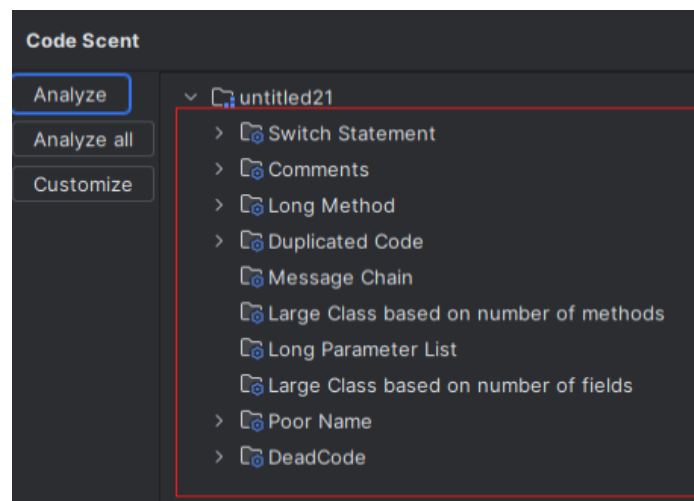 Code Scent
Analyze
Analyze all
Customize
untitled21
Switch Statement
Comments
Long Method
Duplicated Code
Message Chain
Large Class based on number of methods
Long Parameter List
Large Class based on number of fields
Poor Name
DeadCode